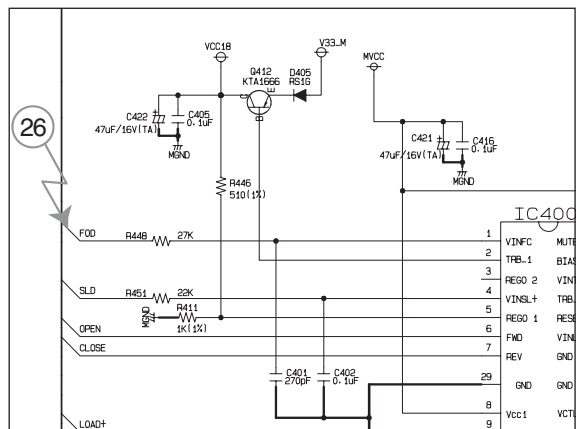 VCC18
Q412
KTA1666
D405
RS1G
V33_M
MVCC
C
E
B
C422
47uF/16V(TA)
C405
0.1uF
MGND
C421
47uF/16V(TA)
C416
0.1uF
MGND
26
R446
510(1%)
IC400
FOD
R448
27K
1
VINFC
MUTE
2
TRB_1
BIAS
3
REGO 2
VINT
SLD
R451
22K
4
VINSL+
TRB_
MGND
R411
1K(1%)
5
REGO 1
RESE
OPEN
6
FWD
VINL
CLOSE
7
REV
GND
C401
270pF
C402
0.1uF
29
GND
GND
8
Vcc1
VCTL
LOAD+
9